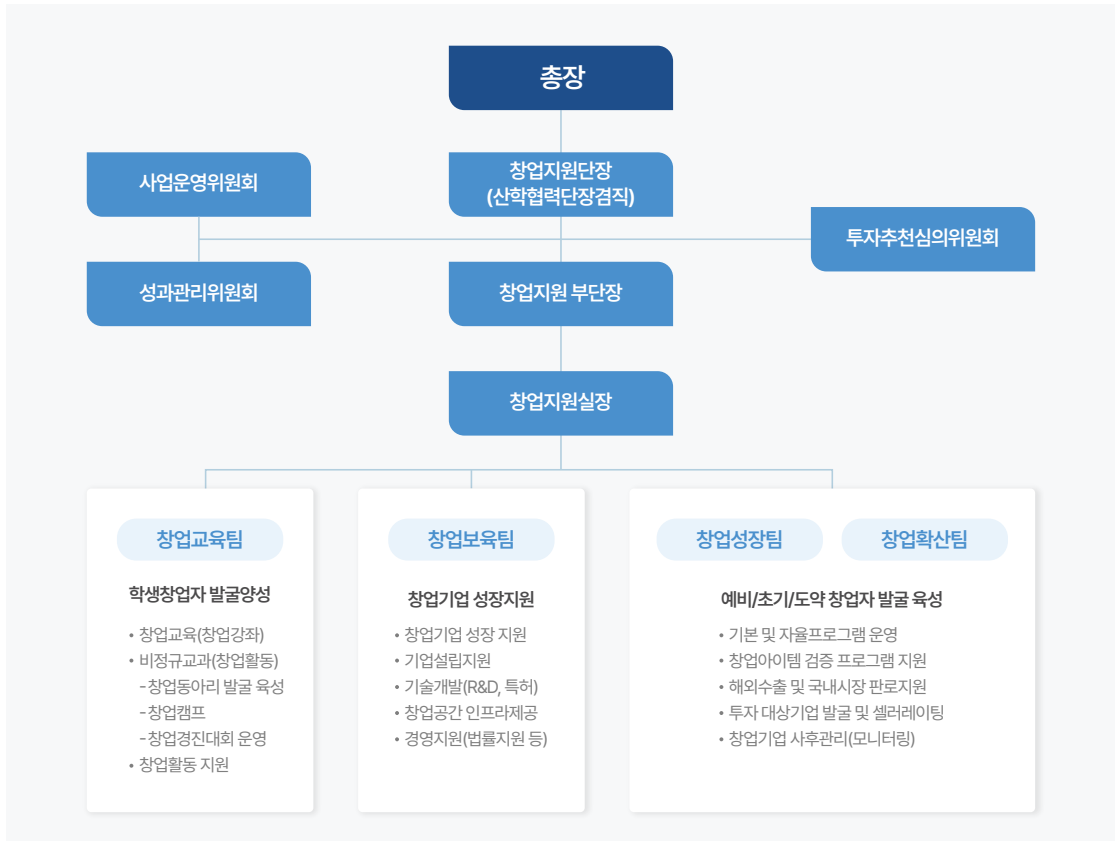 총장
사업운영위원회
창업지원단장
(산학협력단장겸직)
투자추천심의위원회
성과관리위원회
창업지원 부단장
창업지원실장
창업교육팀
학생창업자 발굴양성
• 창업교육(창업강좌)
• 비정규교과(창업활동)
-창업동아리 발굴 육성
-창업캠프
-창업경진대회 운영
• 창업활동 지원
창업보육팀
창업기업 성장지원
• 창업기업 성장 지원
• 기업설립지원
• 기술개발(R&D, 특허)
• 창업공간 인프라제공
• 경영지원(법률지원 등)
창업성장팀
창업확산팀
예비/초기/도약 창업자 발굴 육성
• 기본 및 자율프로그램 운영
• 창업아이템 검증 프로그램 지원
• 해외수출 및 국내시장 판로지원
• 투자 대상기업 발굴 및 셀러레이팅
• 창업기업 사후관리(모니터링)